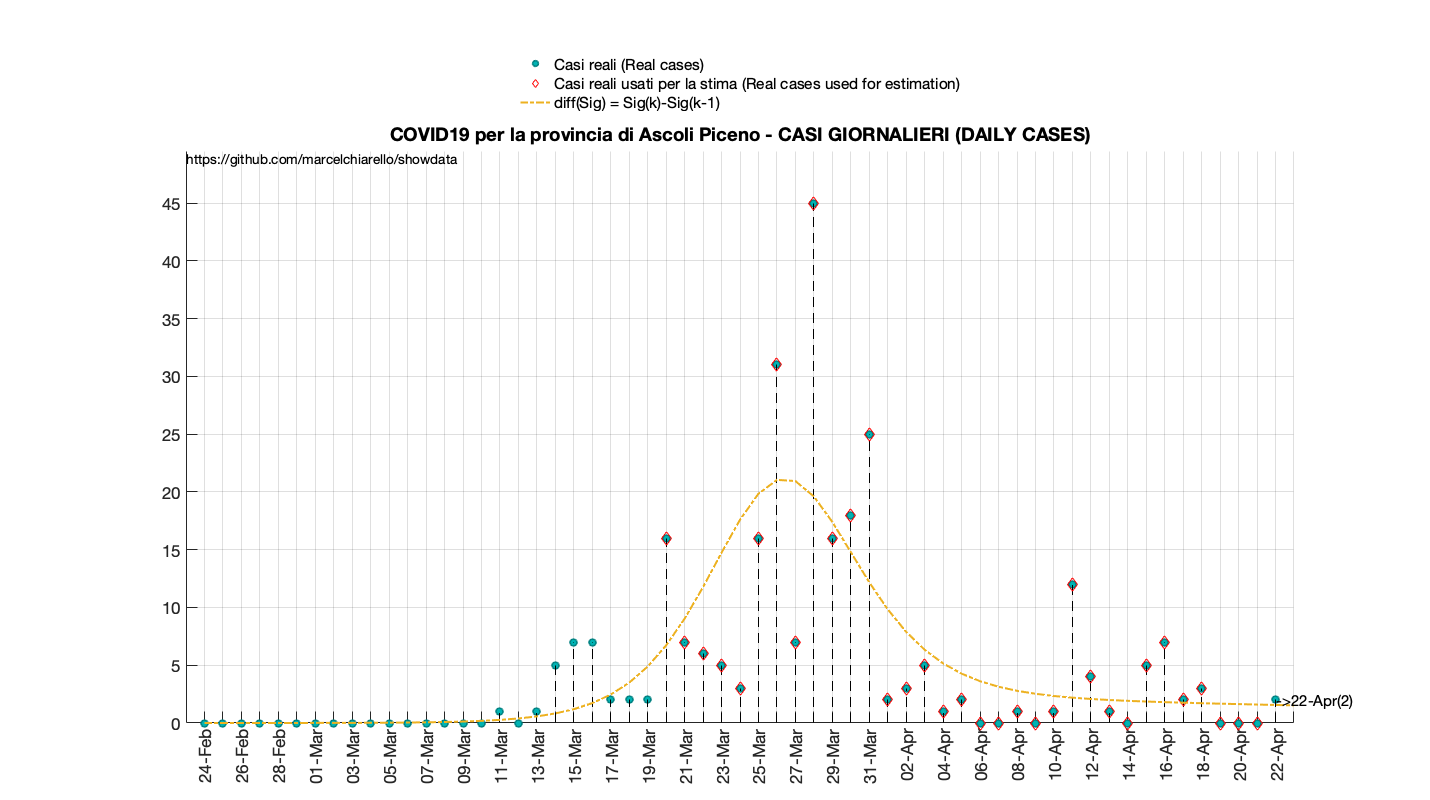 Casi reali (Real cases)
Casi reali usati per la stima (Real cases used for estimation)
diff(Sig) = Sig(k)-Sig(k-1)
COVID19 per la provincia di Ascoli Piceno - CASI GIORNALIERI (DAILY CASES)
https://github.com/marcelchiarello/showdata
45
40
35
30
25
20
15
10
5
0
>22-Apr(2)
24-Feb
26-Feb
28-Feb
01-Mar
03-Mar
05-Mar
07-Mar
09-Mar
11-Mar
13-Mar
15-Mar
17-Mar
19-Mar
21-Mar
23-Mar
25-Mar
27-Mar
29-Mar
31-Mar
02-Apr
04-Apr
06-Apr
08-Apr
10-Apr
12-Apr
14-Apr
16-Apr
18-Apr
20-Apr
22-Apr